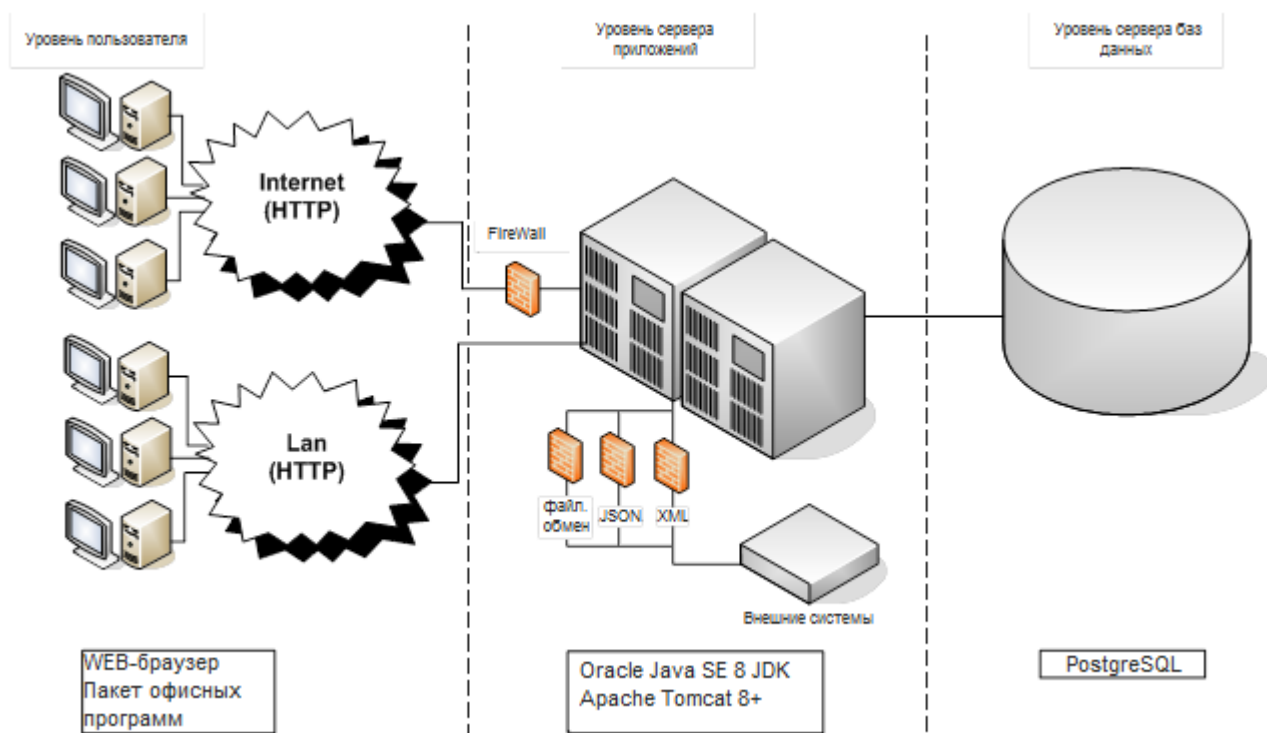 Уровень пользователя
Уровень сервера
приложений
Уровень сервера баз
данных
Internet
(HTTP)
FireWall
Lan
(HTTP)
файл.
обмен
JSON
XML
Внешние системы
WEB-браузер
Пакет офисных
программ
Oracle Java SE 8 JDK
Apache Tomcat 8+
PostgreSQL